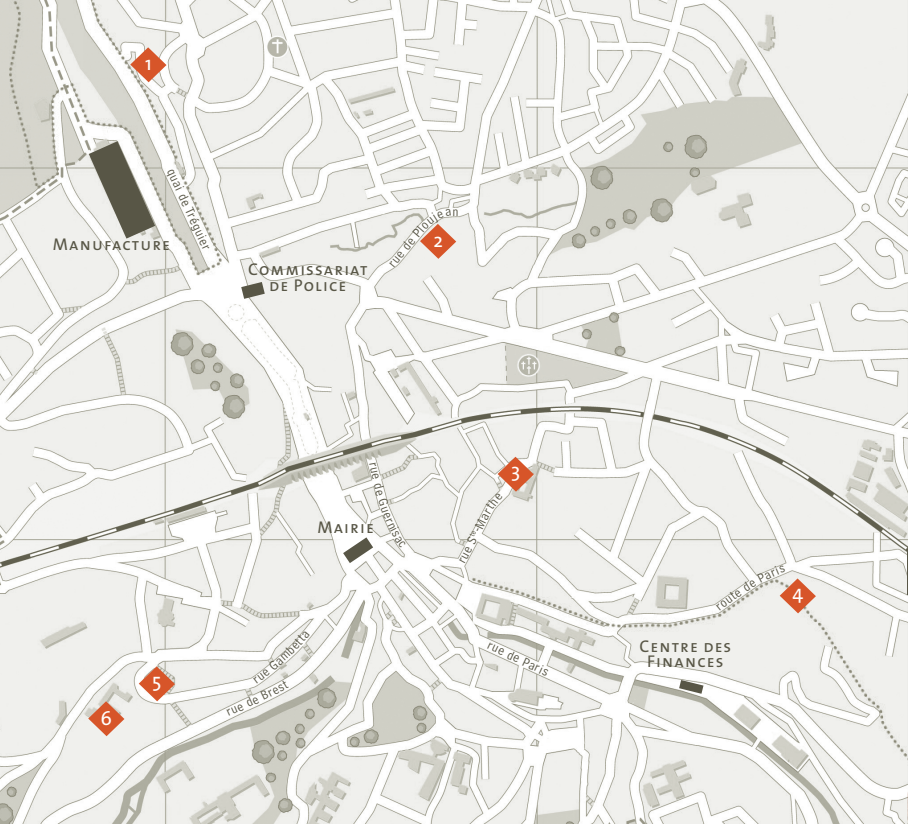 1
quai de Tréguier
MANUFACTURE
rue de Ploujean
2
COMMISSARIAT
DE POLICE
3
rue de Guernisac
rue Ste-Marthe
MAIRIE
route de Paris
4
CENTRE DES
FINANCES
rue de Paris
rue Gambetta
5
rue de Brest
6